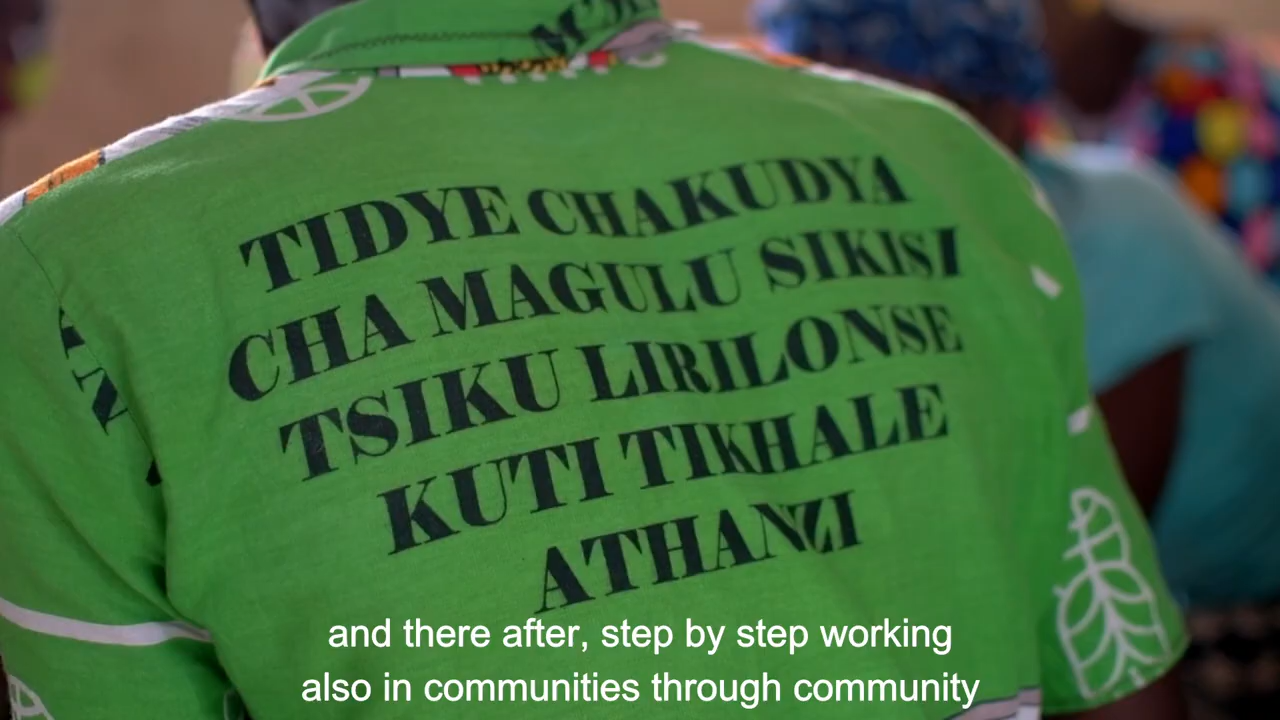 TIDYE CHAKUDYA
CHA MAGULU SIKISI
TSIKU LIRILONSE
KUTI TIKHALE
ATHANZI
and there after, step by step working
also in communities through community